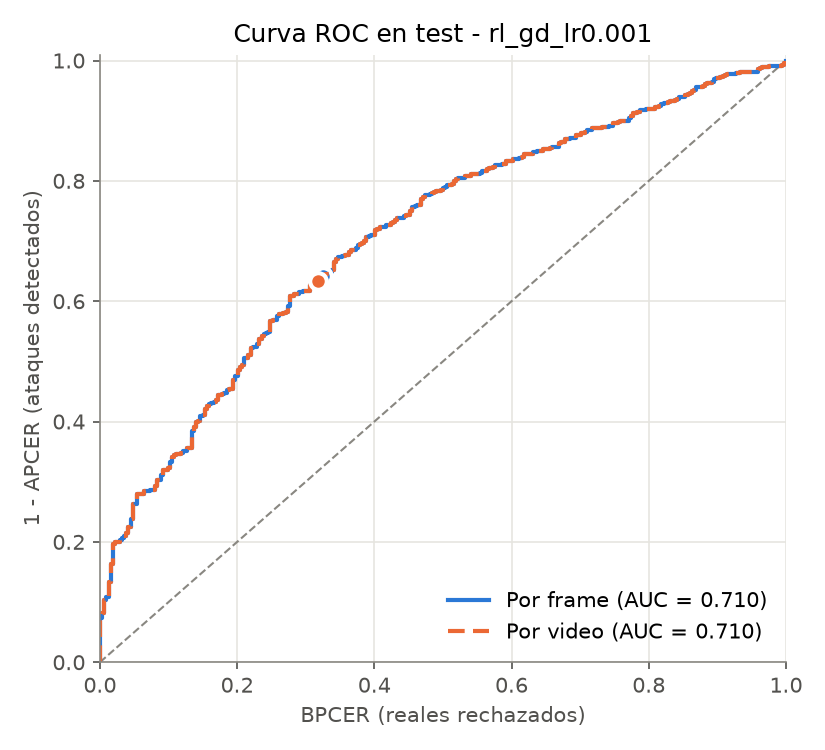 Curva ROC en test - rl_gd_lr0.001
1 - APCER (ataques detectados)
1.0
0.8
0.6
0.4
0.2
0.0
Por frame (AUC = 0.710)
Por video (AUC = 0.710)
0.0 0.2 0.4 0.6 0.8 1.0
BPCER (reales rechazados)